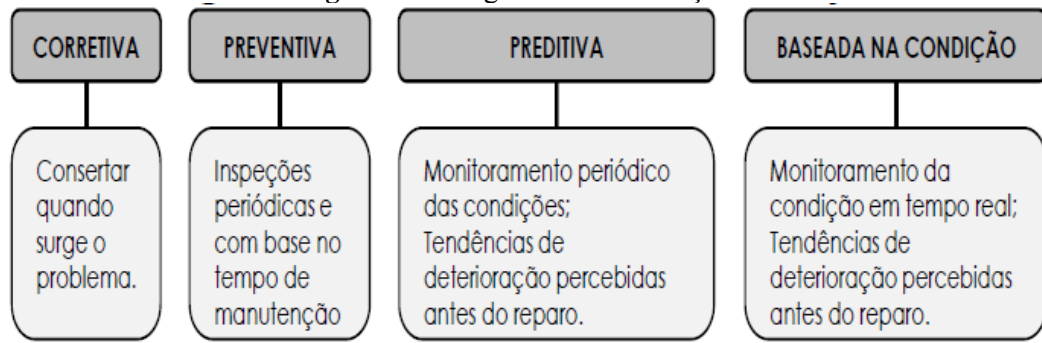 CORRETIVA
Consertar
quando
surge o
problema.
PREVENTIVA
Inspeções
periódicas e
com base no
tempo de
manutenção
PREDITIVA
Monitoramento periódico
das condições;
Tendências de
deterioração percebidas
antes do reparo.
BASEADA NA CONDIÇÃO
Monitoramento da
condição em tempo real;
Tendências de
deterioração percebidas
antes do reparo.